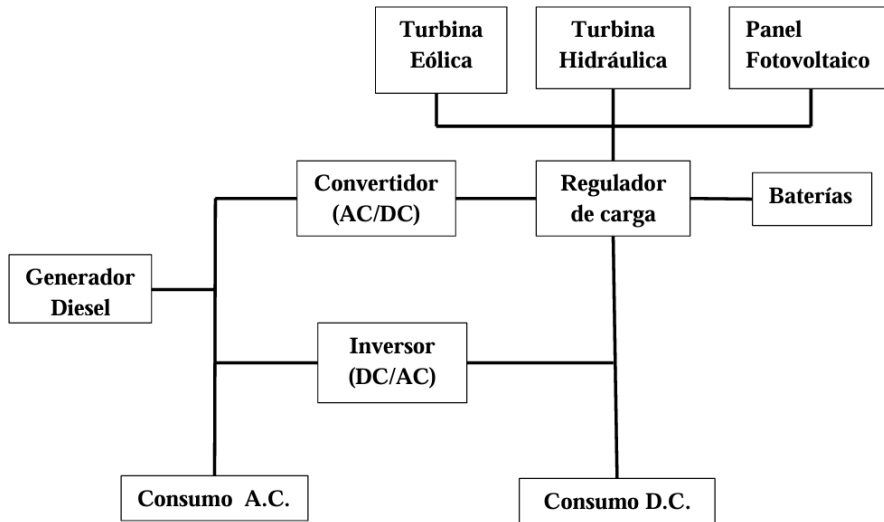 Turbina
Eólica
Turbina
Hidráulica
Panel
Fotovoltaico
Convertidor
(AC/DC)
Regulador
de carga
Baterías
Generador
Diesel
Inversor
(DC/AC)
Consumo A.C.
Consumo D.C.